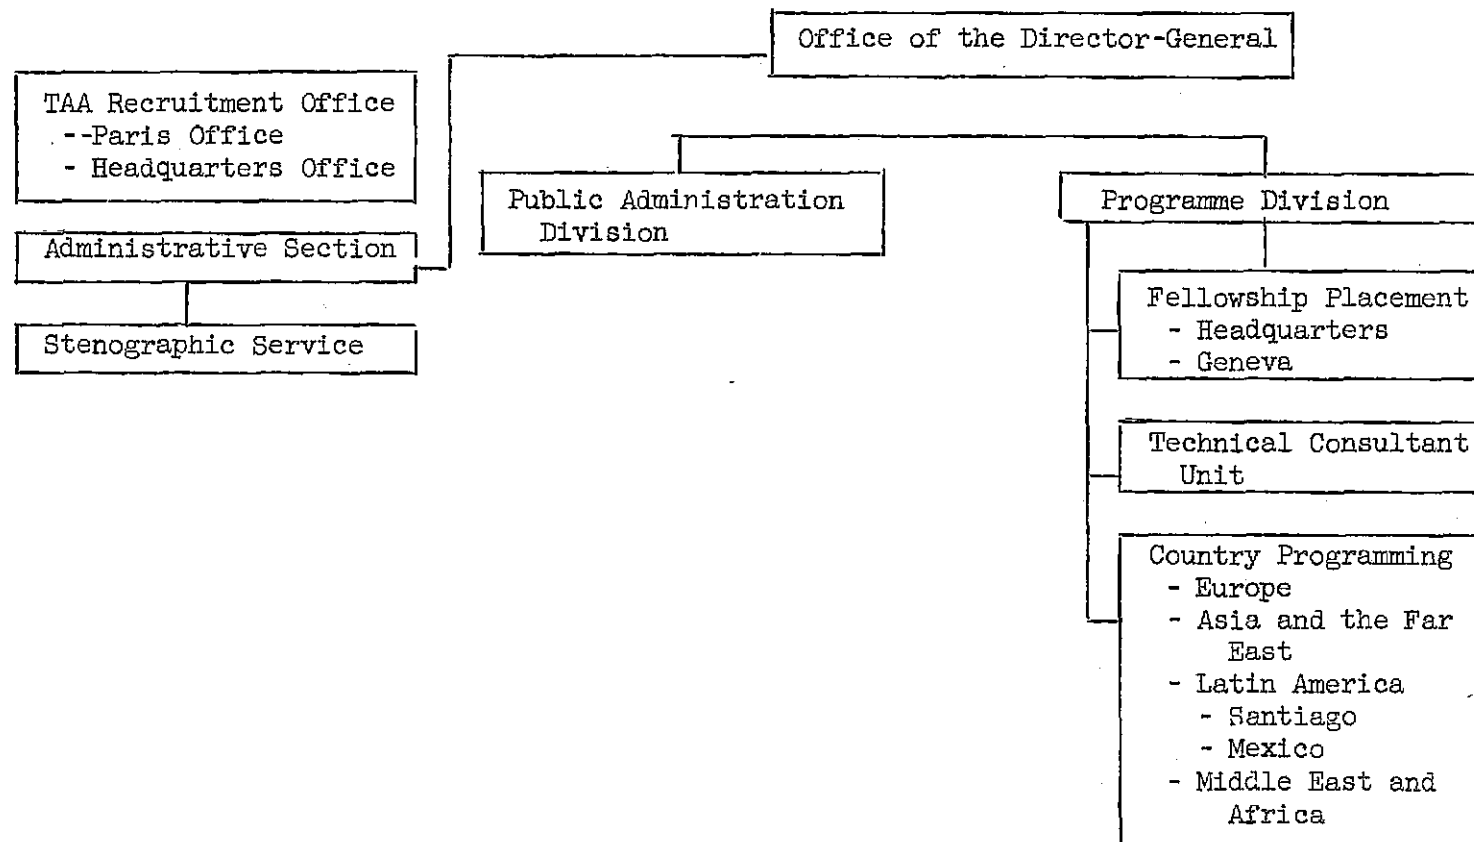 Office of the Director-General
TAA Recruitment Office
--Paris Office
- Headquarters Office
Public Administration
Division
Programme Division
Administrative Section
Stenographic Service
Fellowship Placement
- Headquarters
- Geneva
Technical Consultant
Unit
Country Programming
- Europe
- Asia and the Far
East
- Latin America
- Santiago
- Mexico
- Middle East and
Africa